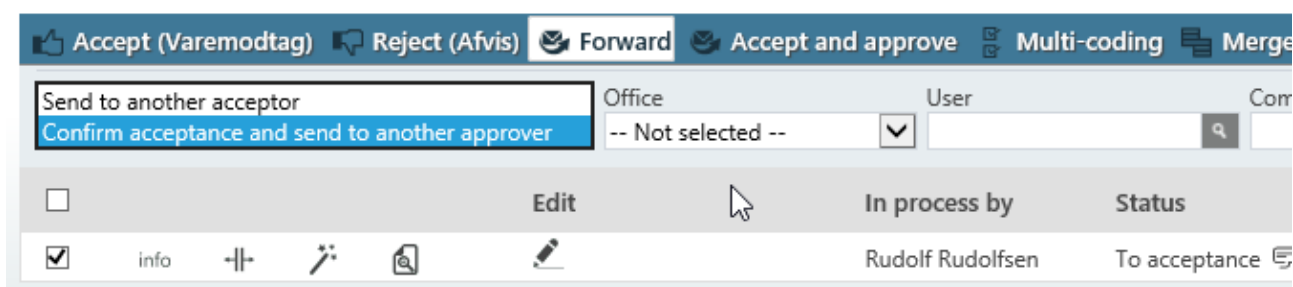 Accept (Varemodtag) Reject (Afvis) Forward Accept and approve Multi-coding Merge
Send to another acceptor
Confirm acceptance and send to another approver
Office User Com
-- Not selected --
Edit In process by Status
info Rudolf Rudolfsen To acceptance